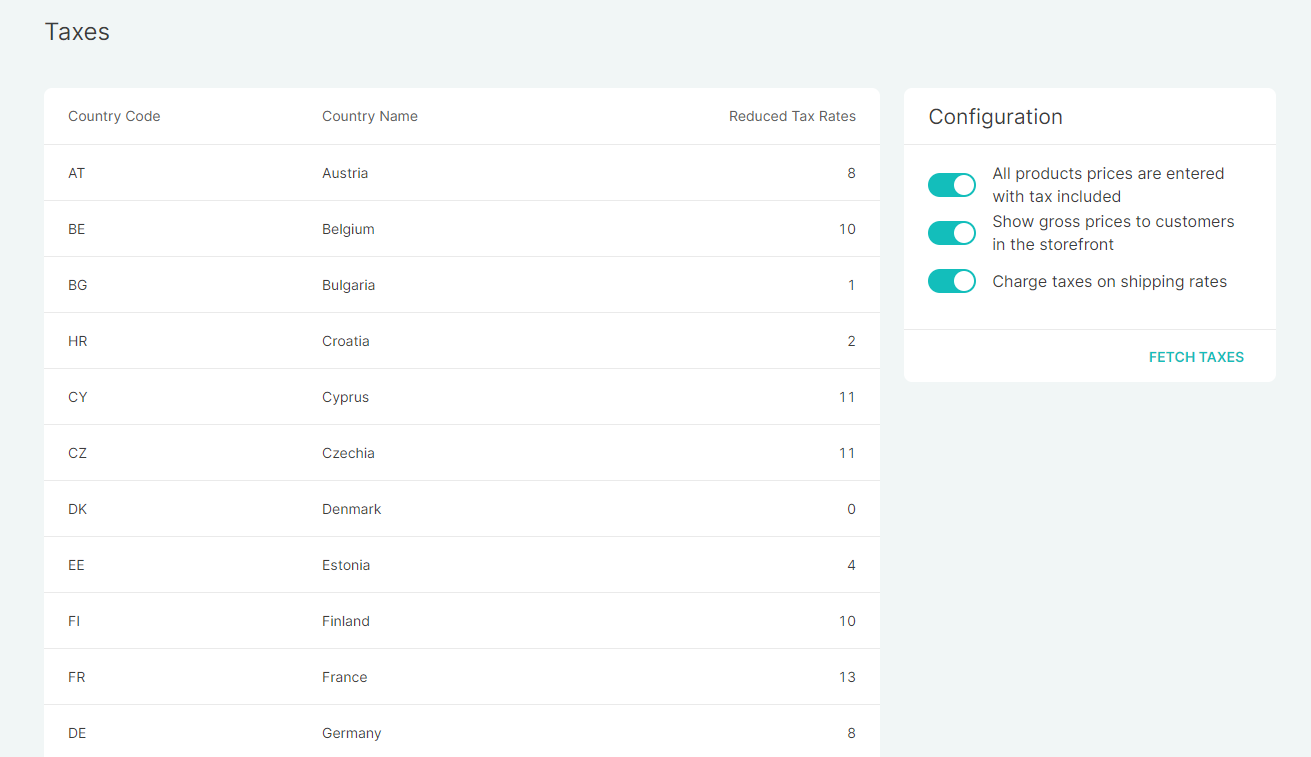 Taxes
Country Code Country Name Reduced Tax Rates
AT Austria 8
BE Belgium 10
BG Bulgaria 1
HR Croatia 2
CY Cyprus 11
CZ Czechia 11
DK Denmark 0
EE Estonia 4
FI Finland 10
FR France 13
DE Germany 8
Configuration
All products prices are entered
with tax included
Show gross prices to customers
in the storefront
Charge taxes on shipping rates
FETCH TAXES